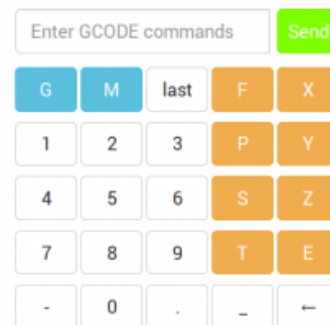 Enter GCODE commands Send
G M last F X
1 2 3 P Y
4 5 6 S Z
7 8 9 T E
- 0 . _ ←